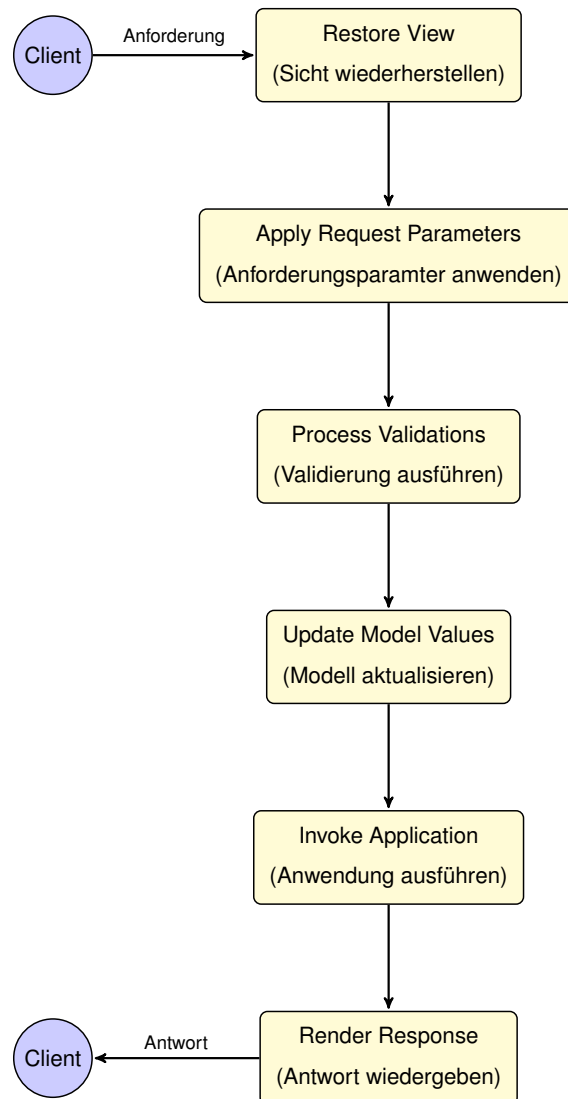 Client
Anforderung
Restore View
(Sicht wiederherstellen)
Apply Request Parameters
(Anforderungsparamter anwenden)
Process Validations
(Validierung ausführen)
Update Model Values
(Modell aktualisieren)
Invoke Application
(Anwendung ausführen)
Client
Antwort
Render Response
(Antwort wiedergeben)